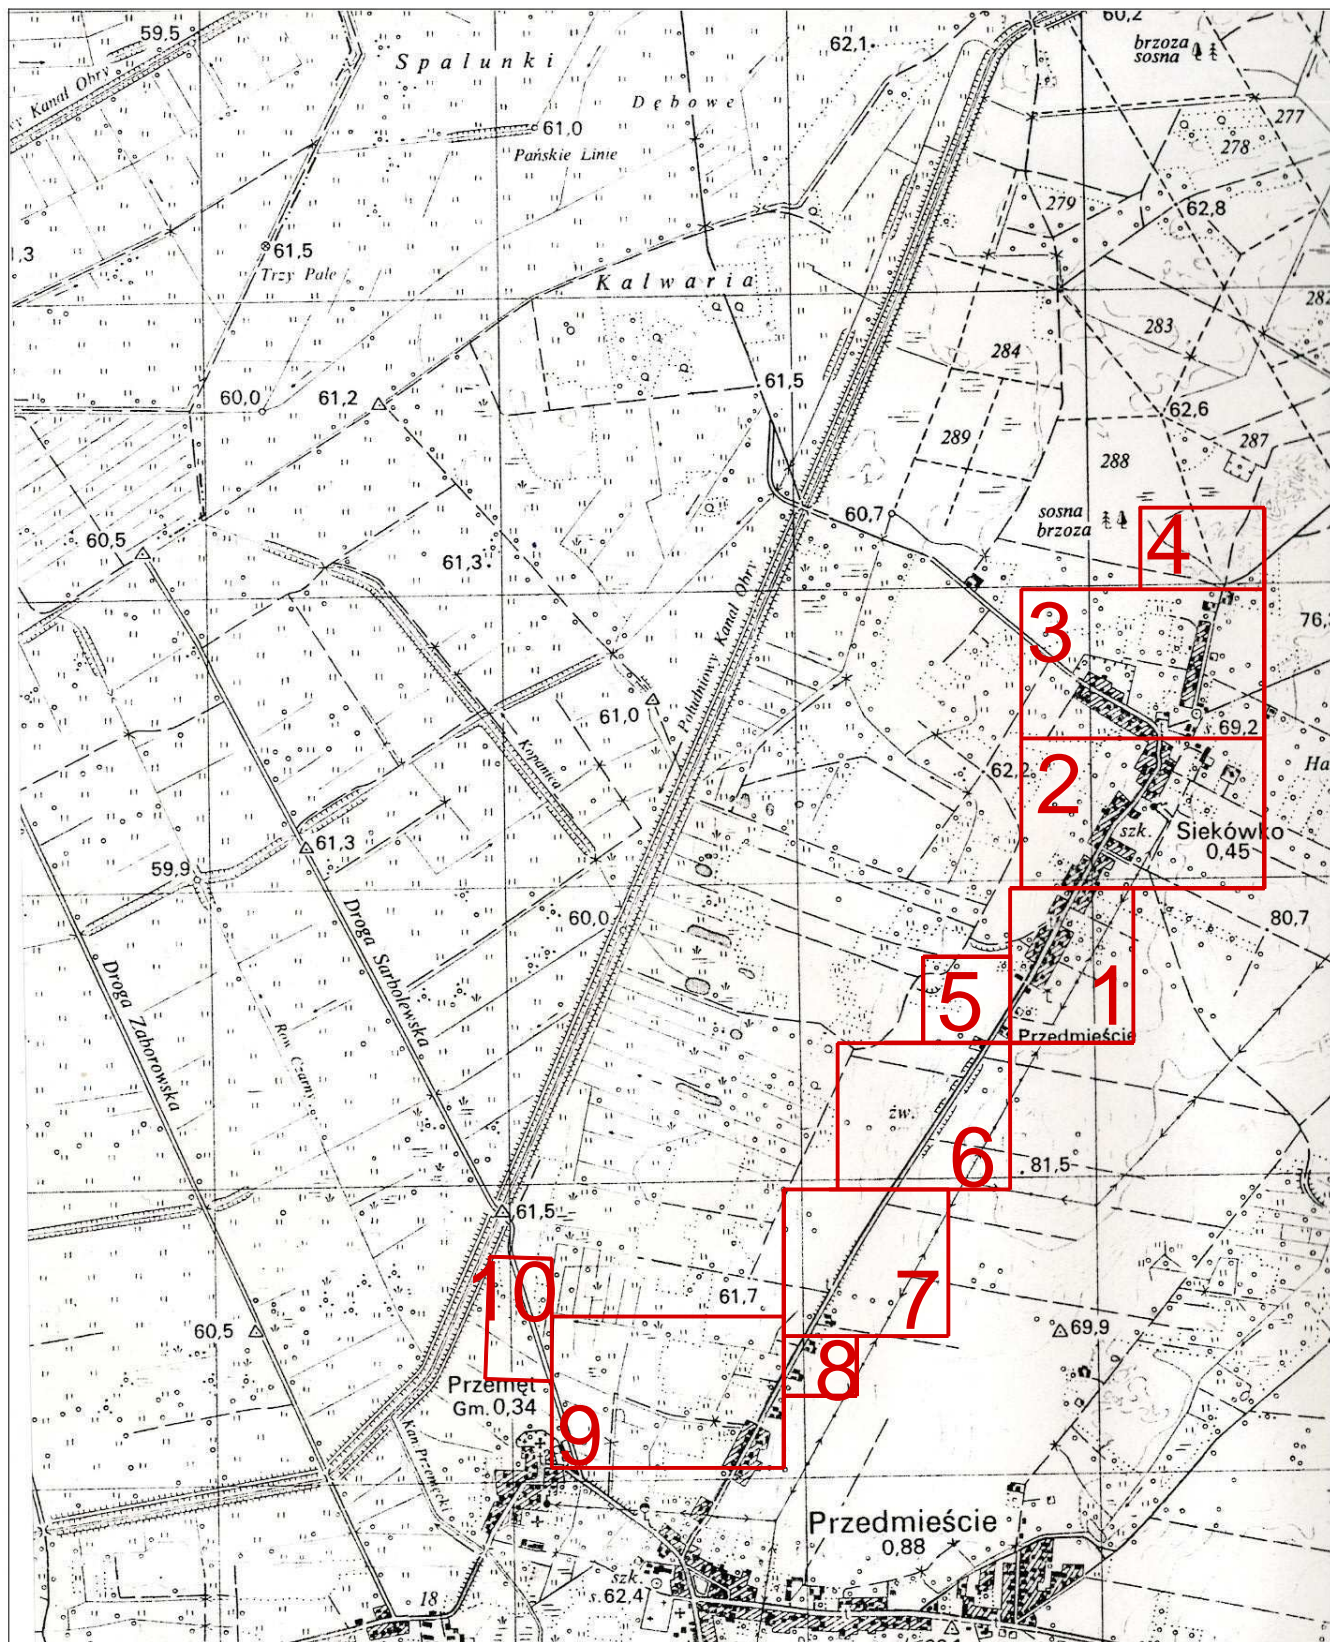 60,2
59,5
62,1
brzoza
sosna
Spalunki
Kanał Obry
Dębowe
277
61,0
278
Pańskie Linie
279
62,8
61,5
Trzy Pale
Kalwaria
282
283
284
61,5
60,0
61,2
62,6
289
287
288
60,7
sosna
brzoza
4
60,5
61,3
Południowy Kanał Obry
3
76,
61,0
s.69,2
Kopanica
62,2
2
Ha
szk.
Siekówko
0,45
61,3
59,9
60,0
80,7
Droga Sarbolewska
Droga Zaborowska
5
1
Rów Czarny
Przedmieście
żw.
6
81,5
61,5
10
61,7
7
60,5
69,9
8
Przemęt
Gm. 0,34
9
Kan. Przemęcki
Przedmieście
0,88
szk.
s.62,4
18